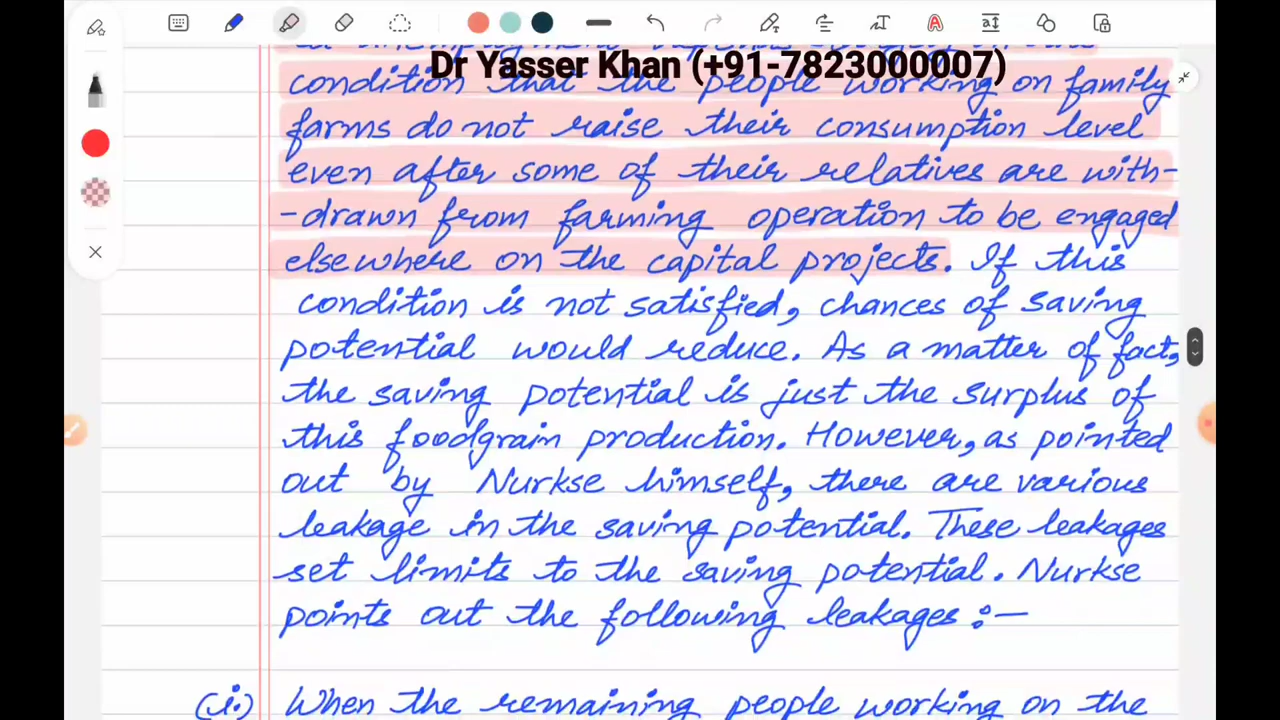 Dr Yasser Khan (+91-7823000007)
condition that the people working on family
farms do not raise their consumption level
even after some of their relatives are with-
-drawn from farming operation to be engaged
elsewhere on the capital projects. If this
condition is not satisfied, chances of saving
potential would reduce. As a matter of fact,
the saving potential is just the surplus of
this foodgrain production. However, as pointed
out by Nurkse himself, there are various
leakage in the saving potential. These leakages
set limits to the saving potential. Nurkse
points out the following leakages :-
(i.) When the remaining people working on the